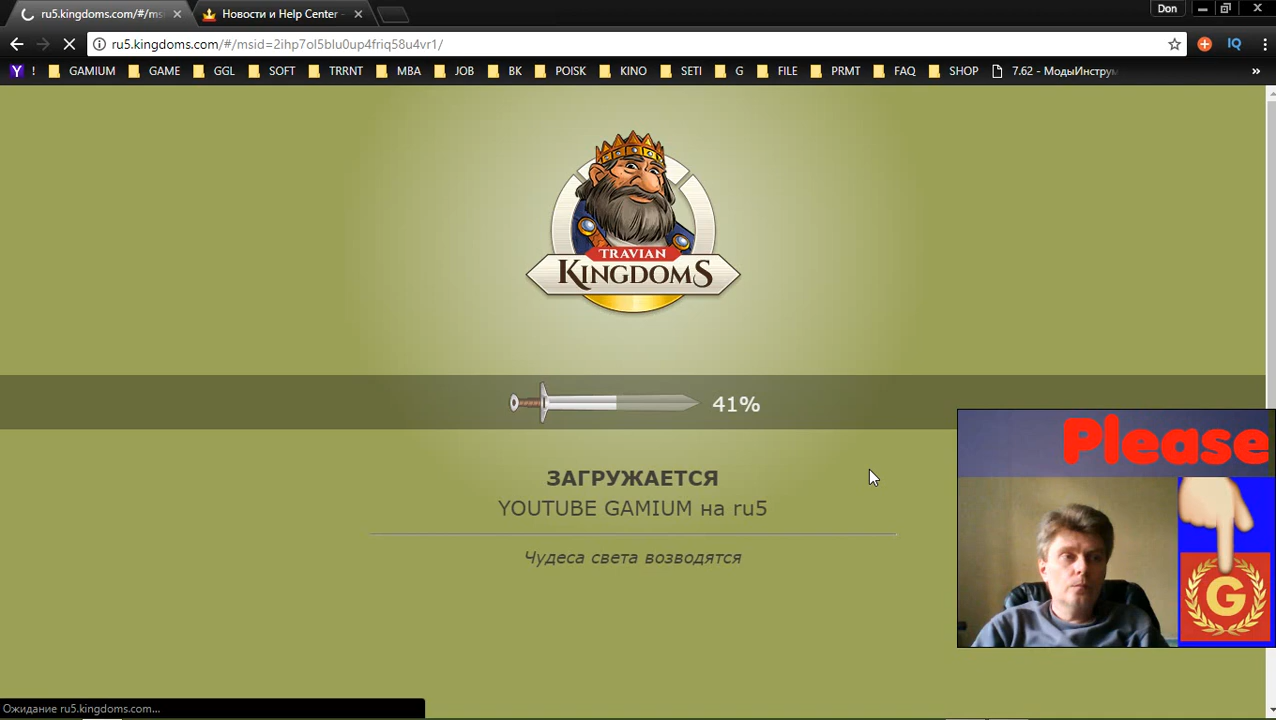 ru5.kingdoms.com/#/ms
Новости и Help Center -
Don
ru5.kingdoms.com/#/msid=2ihp7ol5blu0up4friq58u4vr1/
IQ
Y ! GAMIUM GAME GGL SOFT TRRNT MBA JOB BK POISK KINO SETI G FILE PRMT FAQ SHOP 7.62 - МодыИнструм »
TRAVIAN
KINGDOMS
41%
ЗАГРУЖАЕТСЯ
YOUTUBE GAMIUM на ru5
Чудеса света возводятся
Please
G
Ожидание ru5.kingdoms.com...